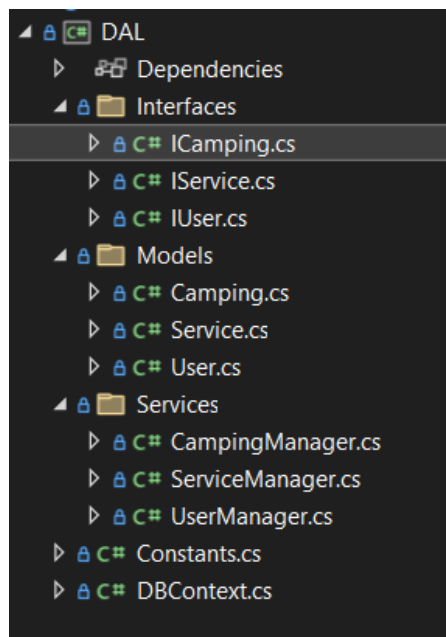 C# DAL
Dependencies
Interfaces
C# ICamping.cs
C# IService.cs
C# IUser.cs
Models
C# Camping.cs
C# Service.cs
C# User.cs
Services
C# CampingManager.cs
C# ServiceManager.cs
C# UserManager.cs
C# Constants.cs
C# DBContext.cs